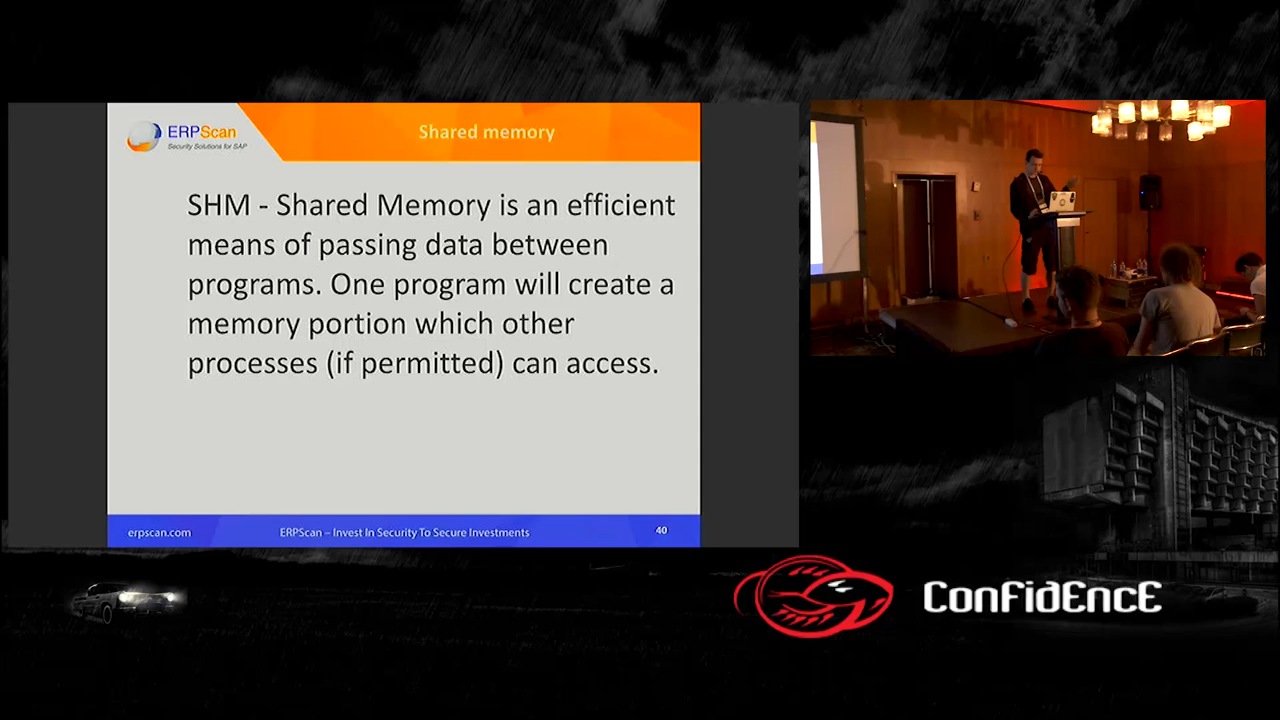 ERPScan
Security Solutions for SAP
Shared memory
SHM - Shared Memory is an efficient
means of passing data between
programs. One program will create a
memory portion which other
processes (if permitted) can access.
erpscan.com
ERPScan – Invest In Security To Secure Investments
40
ConFidEncE